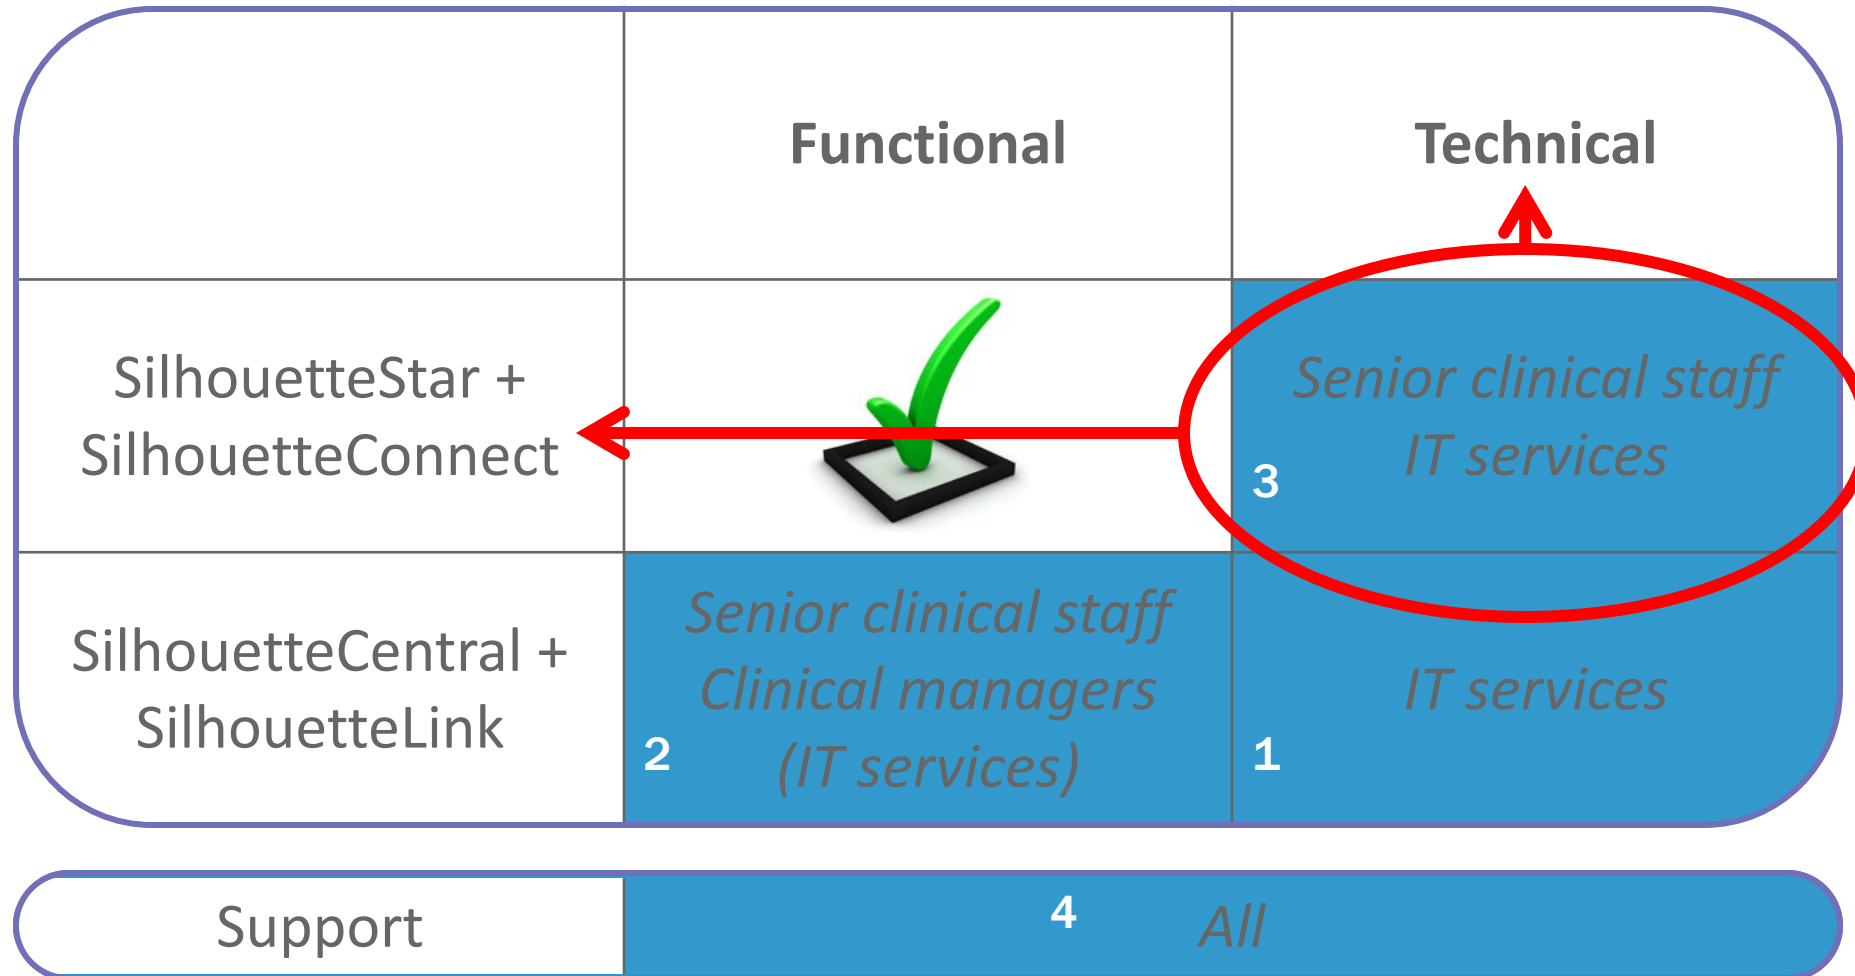 Functional
Technical
SilhouetteStar +
SilhouetteConnect
Senior clinical staff
IT services
3
SilhouetteCentral +
SilhouetteLink
Senior clinical staff
Clinical managers
(IT services)
2
IT services
1
Support
4
All